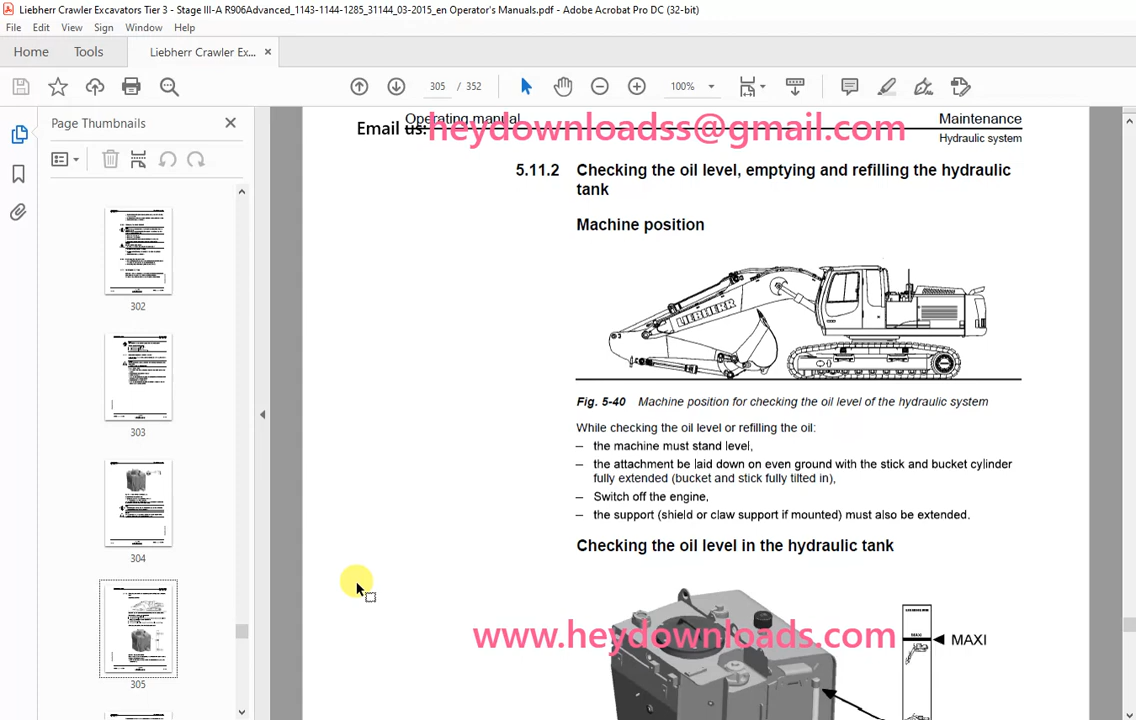 Liebherr Crawler Excavators Tier 3 - Stage III-A R906Advanced_1143-1144-1285_31144_03-2015_en Operator's Manuals.pdf - Adobe Acrobat Pro DC (32-bit)
File Edit View Sign Window Help
Home Tools Liebherr Crawler Ex... ×
305 / 352 100%
Page Thumbnails
302
303
304
305
Operating manual Maintenance
Email us: heydownloadss@gmail.com
Hydraulic system
5.11.2 Checking the oil level, emptying and refilling the hydraulic
tank
Machine position
LIEBHERR
Fig. 5-40 Machine position for checking the oil level of the hydraulic system
While checking the oil level or refilling the oil:
– the machine must stand level,
– the attachment be laid down on even ground with the stick and bucket cylinder
fully extended (bucket and stick fully tilted in),
– Switch off the engine,
– the support (shield or claw support if mounted) must also be extended.
Checking the oil level in the hydraulic tank
www.heydownloads.com
MAXI
MAXI